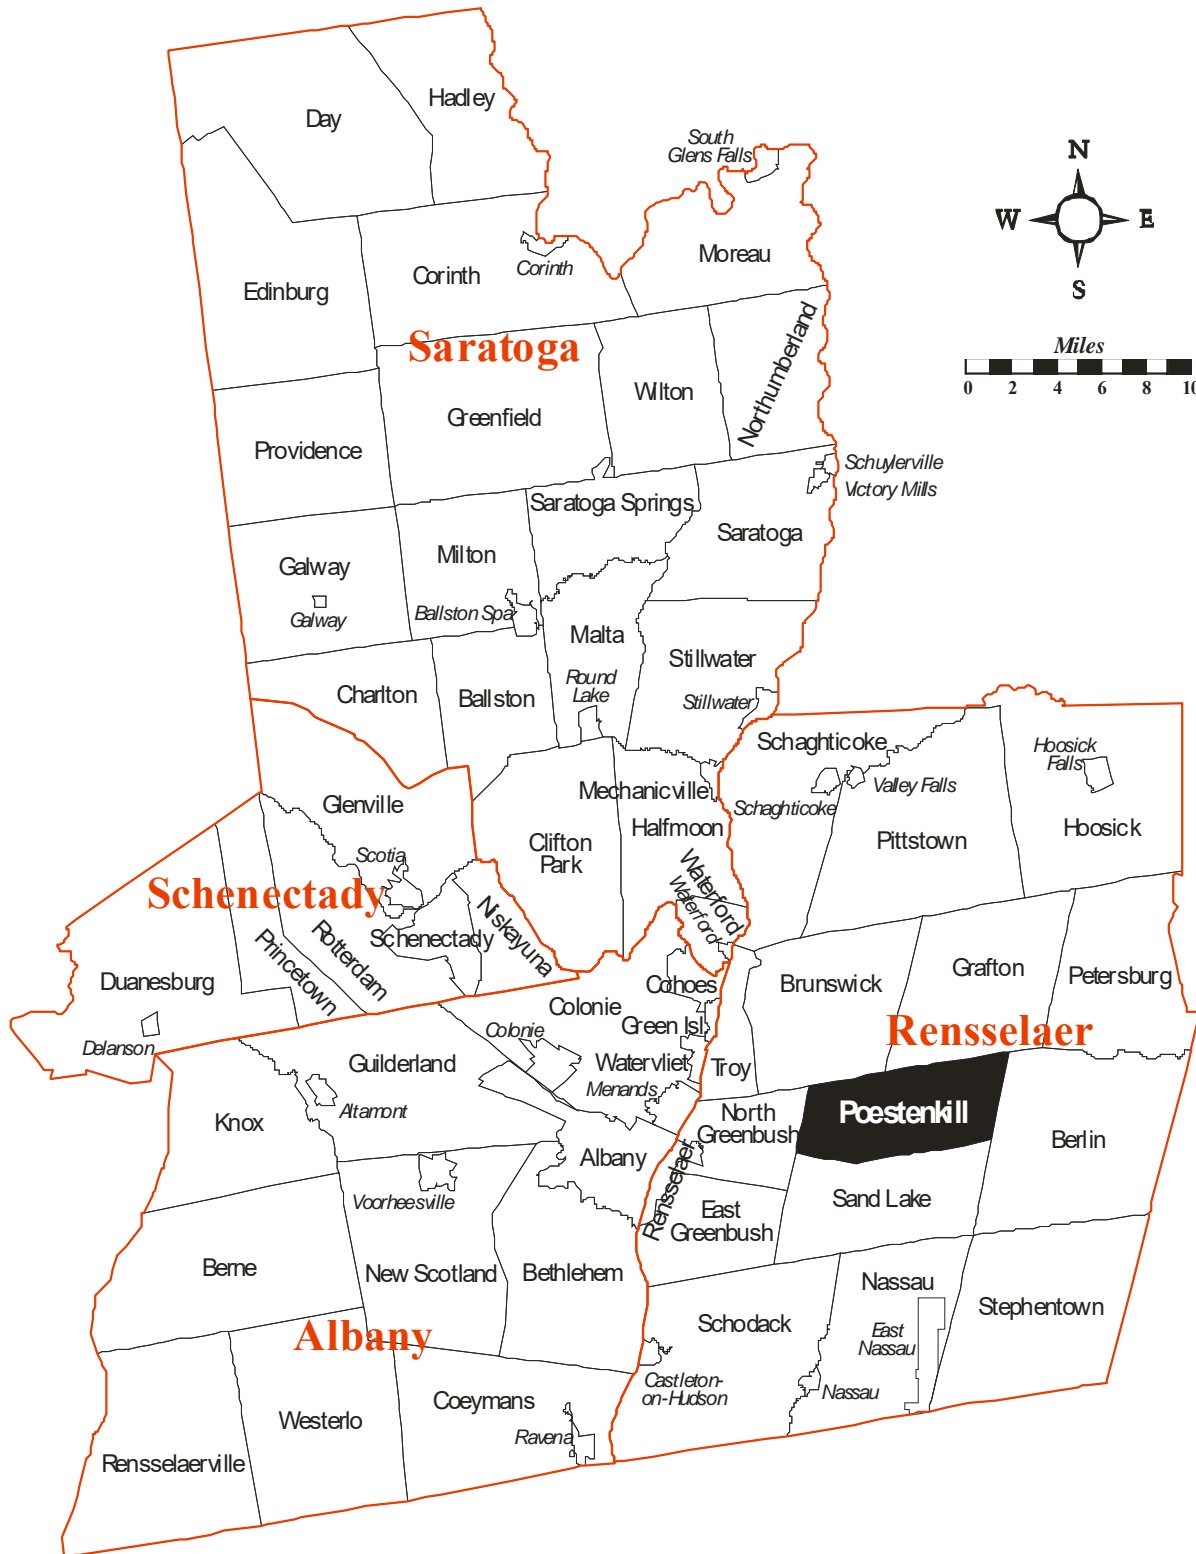 Day
Hadley
South
Glens Falls
N
W
E
S
Moreau
Corinth
Corinth
Edinburg
Saratoga
Northumberland
Miles
0 2 4 6 8 10
Wilton
Greenfield
Providence
Schuylerville
Victory Mills
Saratoga Springs
Saratoga
Milton
Galway
Galway
Ballston Spa
Malta
Stillwater
Round
Lake
Stillwater
Charlton
Ballston
Schaghticoke
Hoosick
Falls
Valley Falls
Schaghticoke
Mechanicville
Glenville
Halfmoon
Hoosick
Pittstown
Clifton
Park
Scotia
Schenectady
Waterford
Waterford
Niskayuna
Schenectady
Rotterdam
Princetown
Duanesburg
Cohoes
Brunswick
Grafton
Petersburg
Colonie
Green Isl.
Rensselaer
Colonie
Delanson
Guilderland
Watervliet
Troy
Menands
Altamont
Knox
North
Greenbush
Poestenkill
Berlin
Albany
Rensselaer
Voorheesville
Sand Lake
East
Greenbush
Berne
New Scotland
Bethlehem
Nassau
Stephentown
Schodack
Albany
East
Nassau
Castleton-
on-Hudson
Nassau
Coeymans
Westerlo
Ravena
Rensselaerville